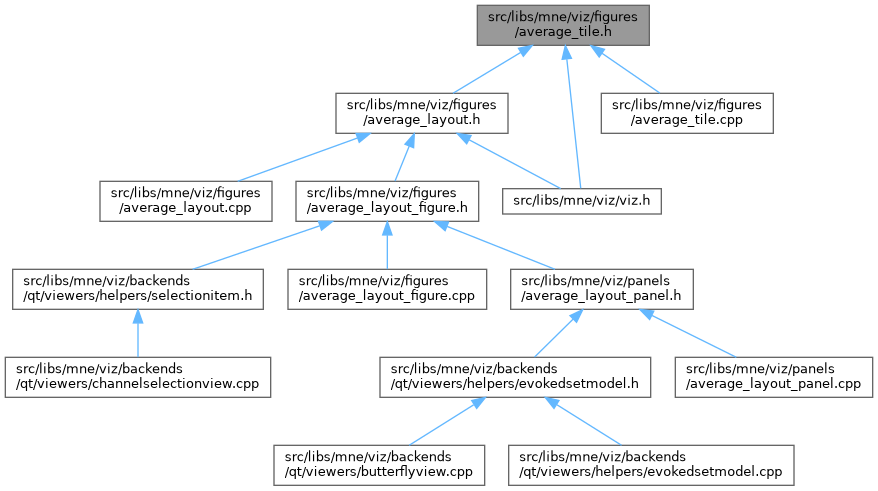 src/libs/mne/viz/figures
/average_tile.h
src/libs/mne/viz/figures
/average_layout.h
src/libs/mne/viz/figures
/average_tile.cpp
src/libs/mne/viz/figures
/average_layout.cpp
src/libs/mne/viz/figures
/average_layout_figure.h
src/libs/mne/viz/viz.h
src/libs/mne/viz/backends
/qt/viewers/helpers/selectionitem.h
src/libs/mne/viz/figures
/average_layout_figure.cpp
src/libs/mne/viz/panels
/average_layout_panel.h
src/libs/mne/viz/backends
/qt/viewers/channelselectionview.cpp
src/libs/mne/viz/backends
/qt/viewers/helpers/evokedsetmodel.h
src/libs/mne/viz/panels
/average_layout_panel.cpp
src/libs/mne/viz/backends
/qt/viewers/butterflyview.cpp
src/libs/mne/viz/backends
/qt/viewers/helpers/evokedsetmodel.cpp